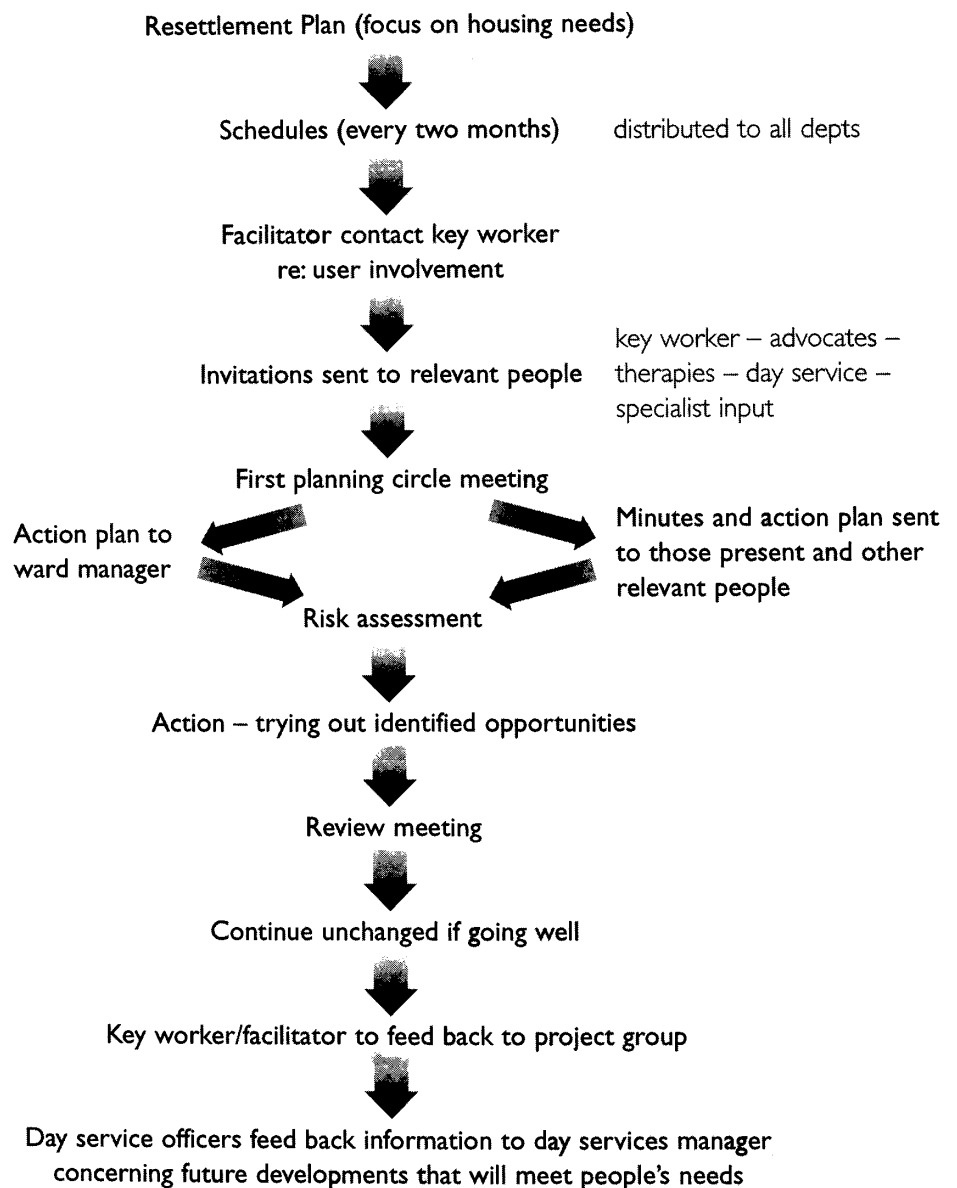 Resettlement Plan (focus on housing needs)
Schedules (every two months)
distributed to all depts
Facilitator contact key worker
re: user involvement
Invitations sent to relevant people
key worker – advocates –
therapies – day service –
specialist input
First planning circle meeting
Action plan to
ward manager
Minutes and action plan sent
to those present and other
relevant people
Risk assessment
Action – trying out identified opportunities
Review meeting
Continue unchanged if going well
Key worker/facilitator to feed back to project group
Day service officers feed back information to day services manager
concerning future developments that will meet people's needs